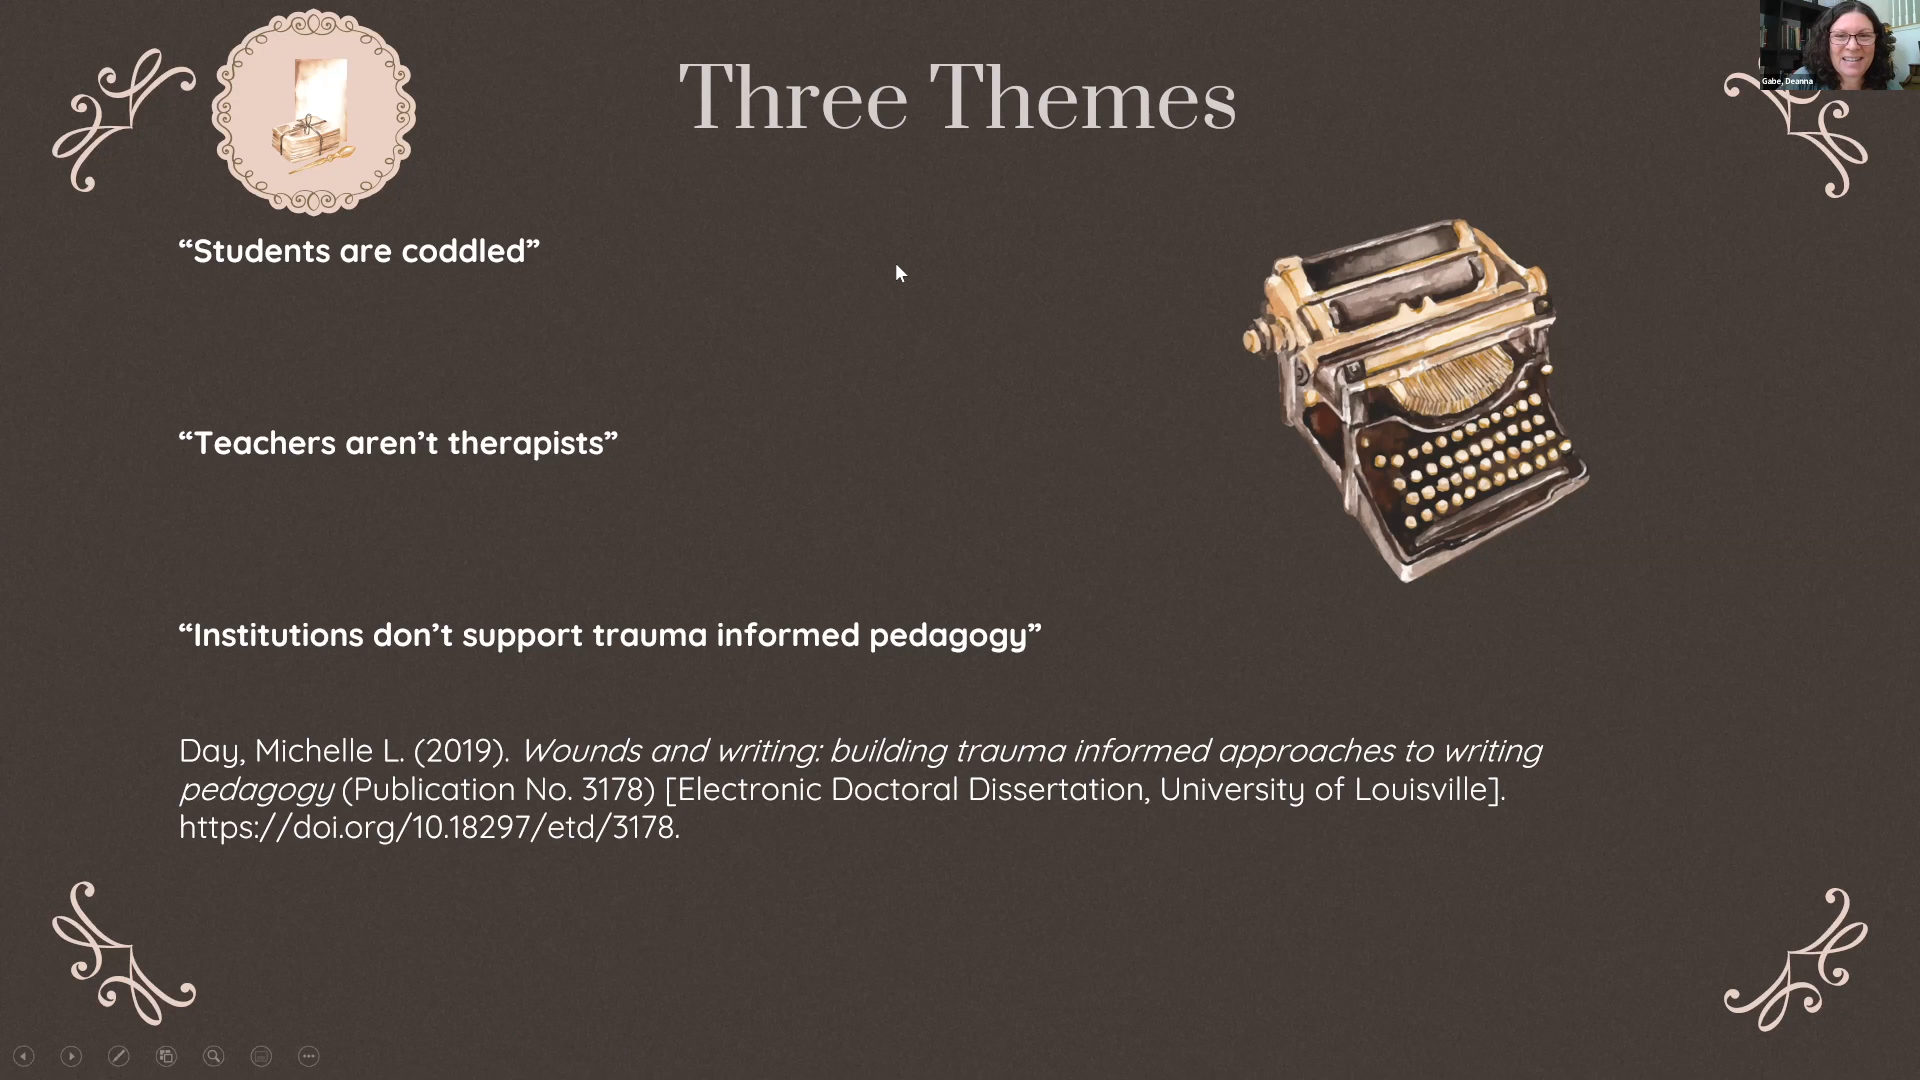 Three Themes
Gabe, Deanna
“Students are coddled”
“Teachers aren’t therapists”
“Institutions don’t support trauma informed pedagogy”
Day, Michelle L. (2019). Wounds and writing: building trauma informed approaches to writing
pedagogy (Publication No. 3178) [Electronic Doctoral Dissertation, University of Louisville].
https://doi.org/10.18297/etd/3178.